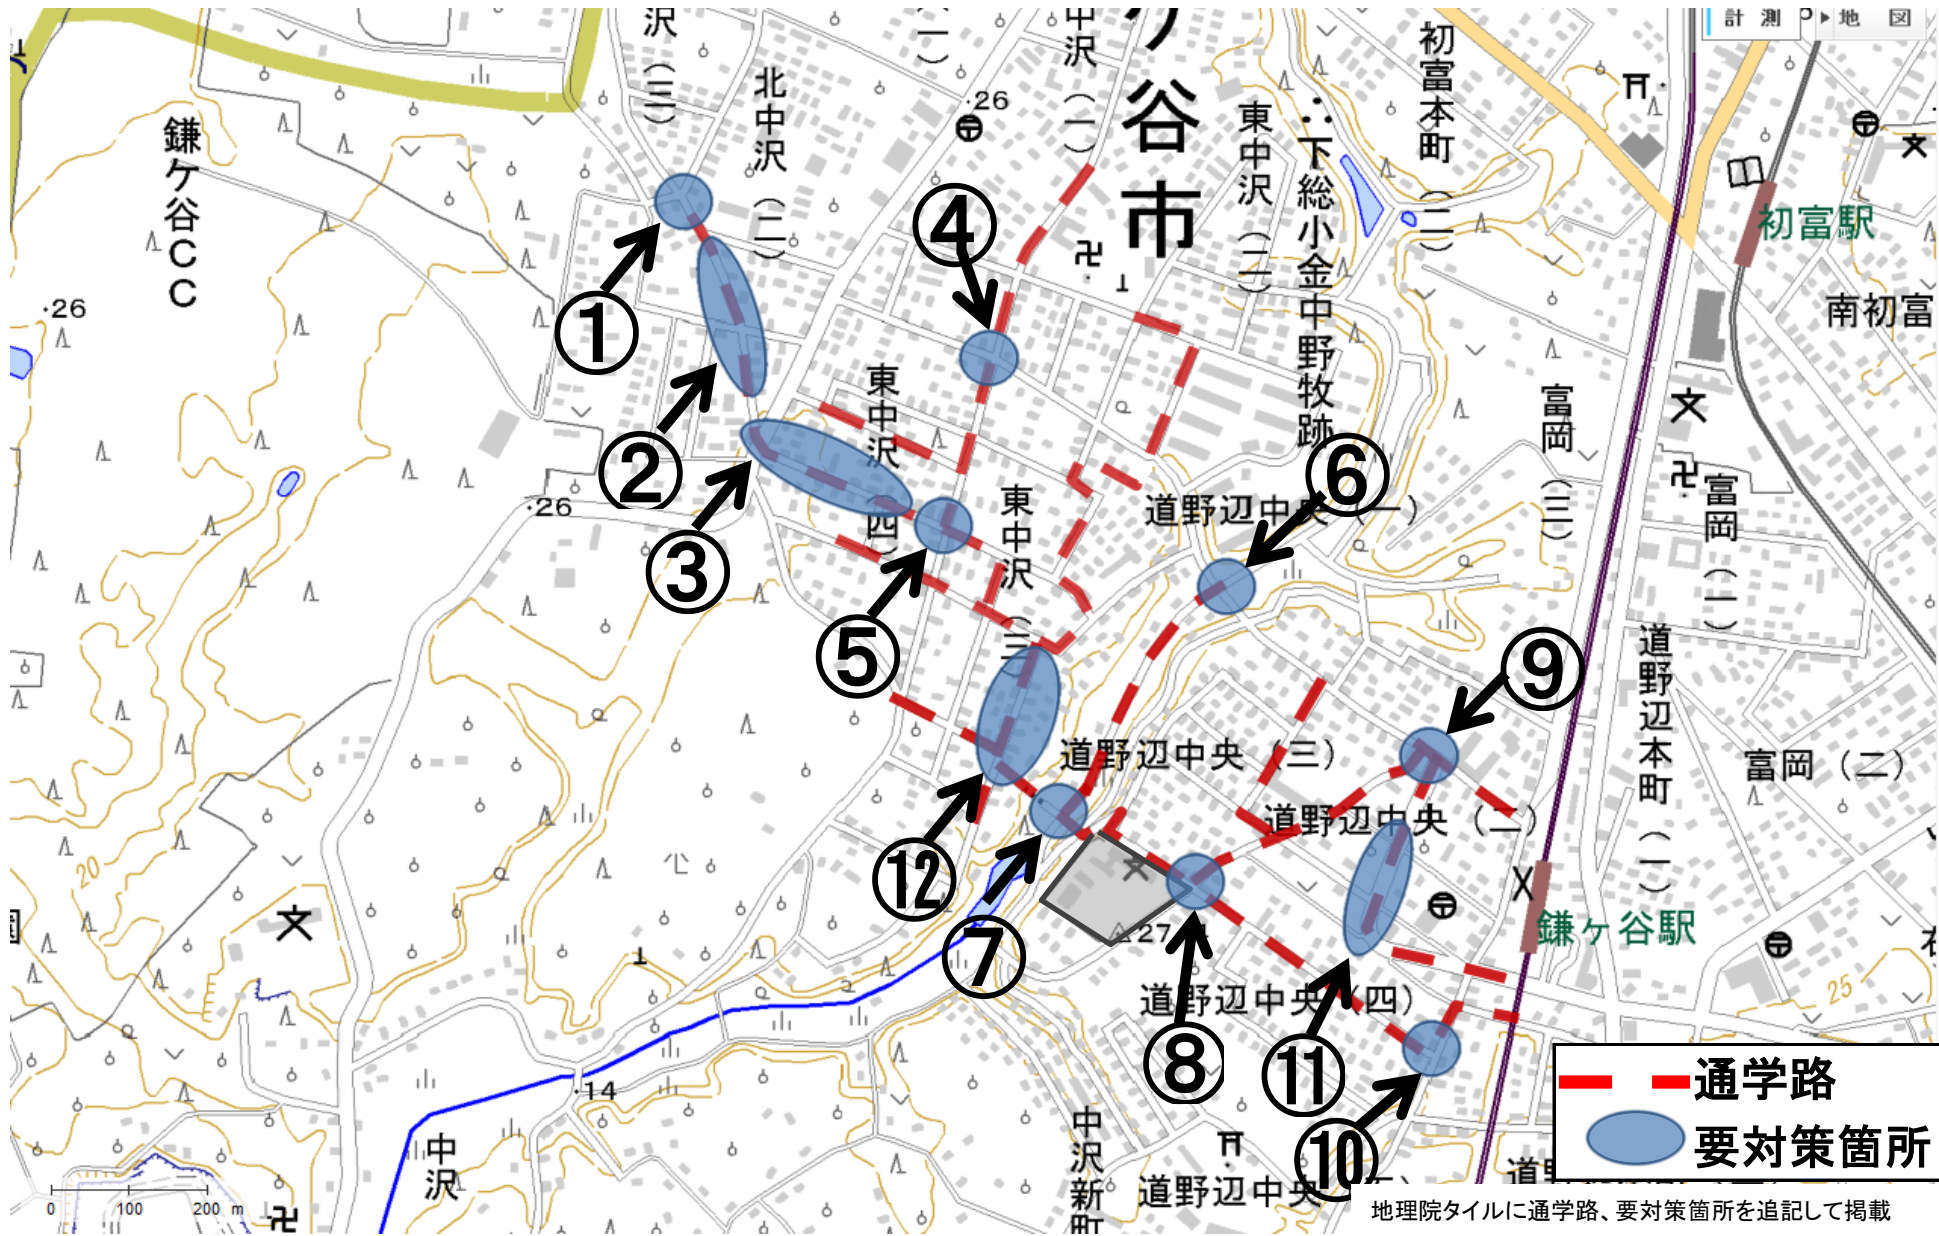 計 測
地 図
沢(三)
北中沢(二)
(一)
中沢(一)
ケ谷市
東中沢(二)
下総小金中野牧跡
初富本町(二)
初富駅
南初富
鎌ケ谷CC
26
26
26
①
②
③
④
⑤
⑥
⑦
⑧
⑨
⑩
⑪
⑫
東中沢(四)
東中沢(三)
道野辺中央(一)
富岡(三)
富岡(一)
道野辺本町(一)
富岡(二)
道野辺中央(三)
道野辺中央(二)
鎌ヶ谷駅
道野辺中央(四)
27
20
25
14
中沢
中沢新町
道野辺中央
通学路
要対策箇所
0 100 200 m
地理院タイルに通学路、要対策箇所を追記して掲載